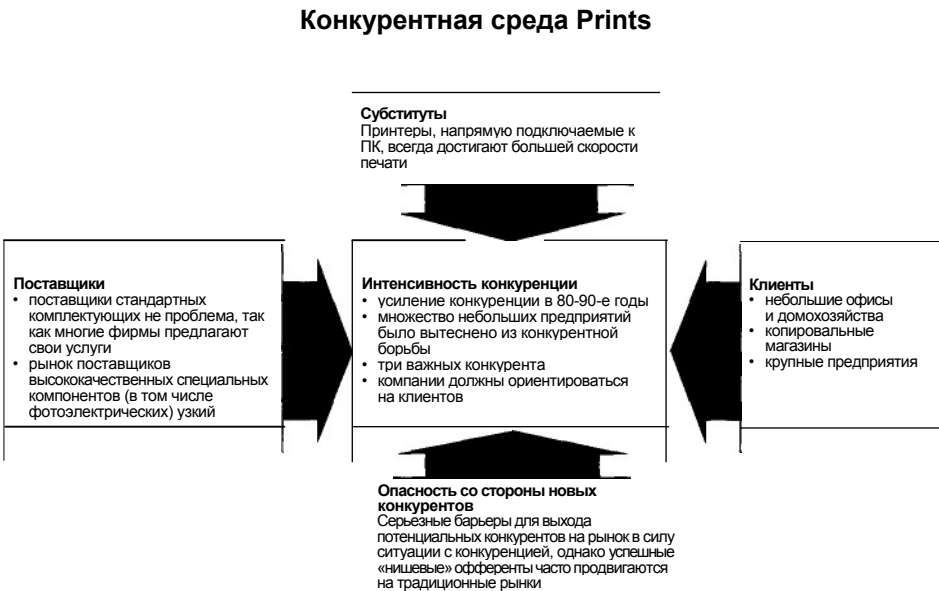 Конкурентная среда Prints
Субституты
Принтеры, напрямую подключаемые к
ПК, всегда достигают большей скорости
печати
Поставщики
• поставщики стандартных
комплектующих не проблема, так
как многие фирмы предлагают
свои услуги
• рынок поставщиков
высококачественных специальных
компонентов (в том числе
фотоэлектрических) узкий
Интенсивность конкуренции
• усиление конкуренции в 80-90-е годы
• множество небольших предприятий
было вытеснено из конкурентной
борьбы
• три важных конкурента
• компании должны ориентироваться
на клиентов
Клиенты
• небольшие офисы
и домохозяйства
• копировальные
магазины
• крупные предприятия
Опасность со стороны новых
конкурентов
Серьезные барьеры для выхода
потенциальных конкурентов на рынок в силу
ситуации с конкуренцией, однако успешные
«нишевые» офференты часто продвигаются
на традиционные рынки